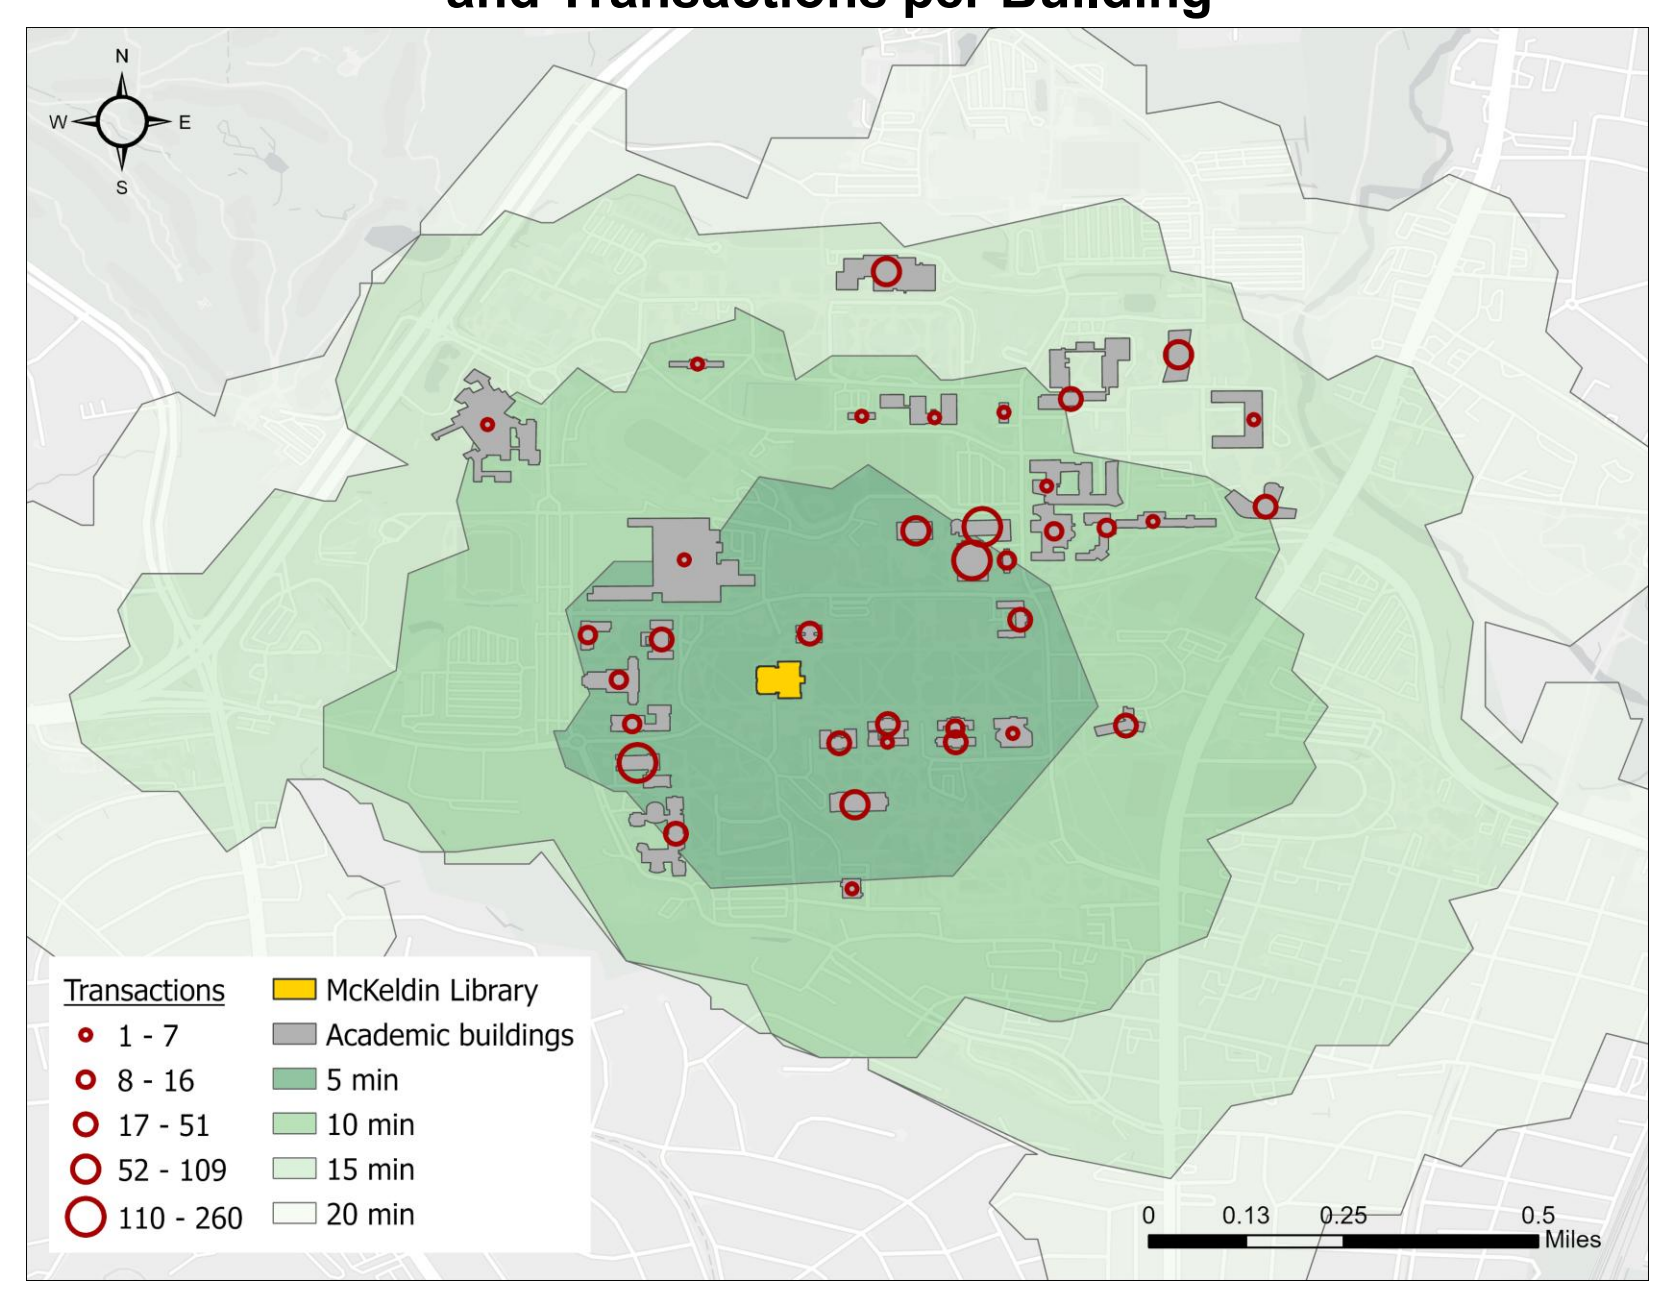 and Transactions per Building
N
W E
S
Transactions
1 - 7
8 - 16
17 - 51
52 - 109
110 - 260
McKeldin Library
Academic buildings
5 min
10 min
15 min
20 min
0 0.13 0.25 0.5
Miles